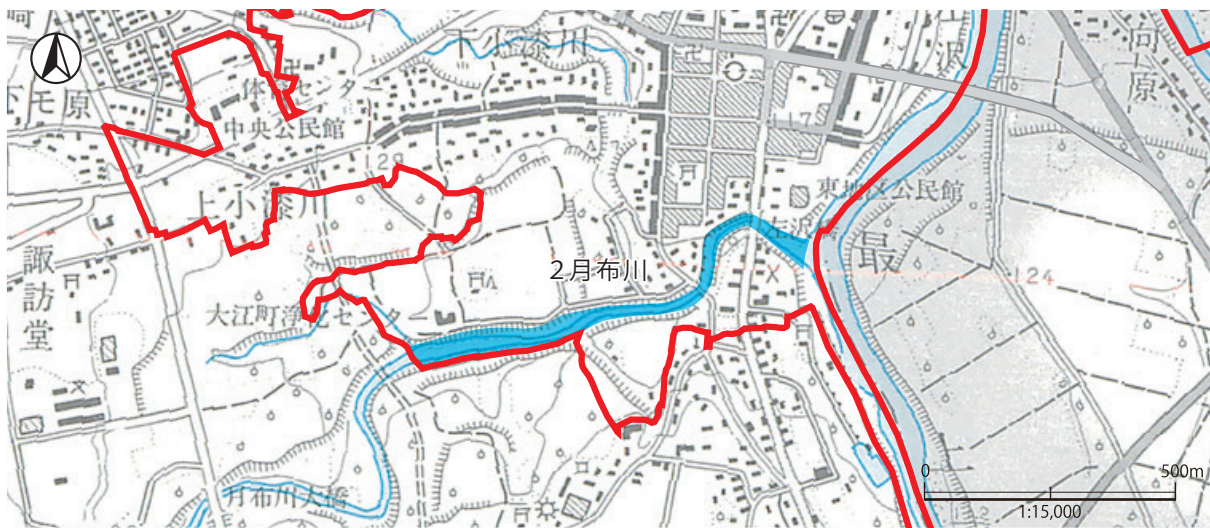 下小漆川
沢
向原
体育センター
中央公民館
モ原
129
117
東地区公民館
上小漆川
最
2月布川
124
諏訪堂
大江町浄化センター
月布川大橋
0
500m
1:15,000